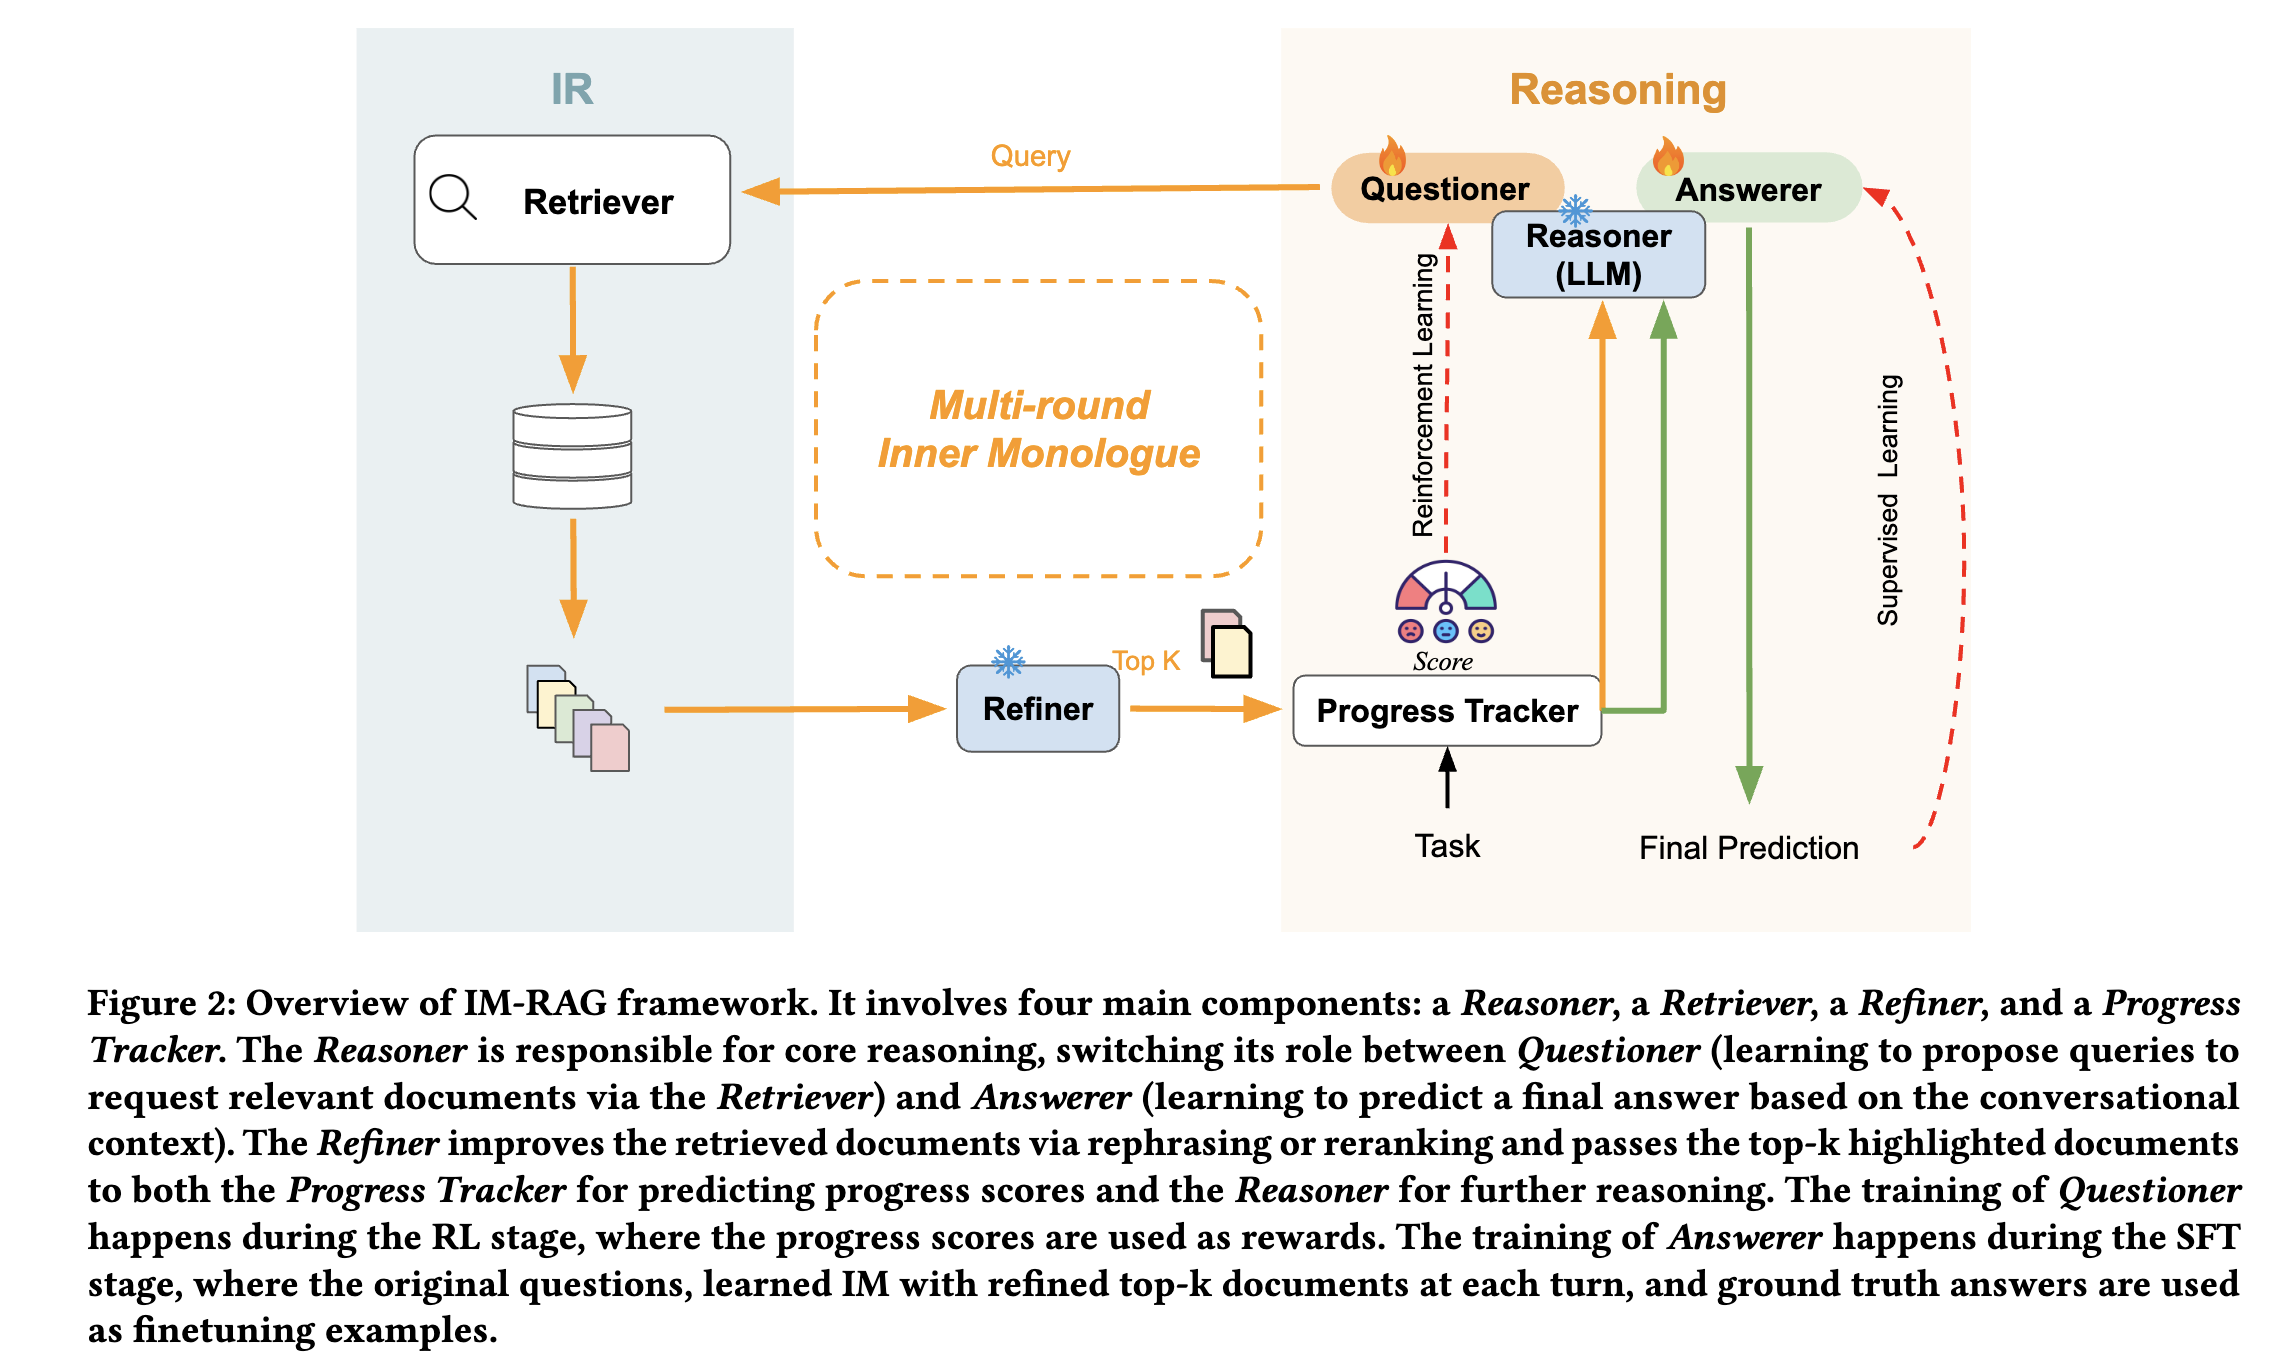 IR
Reasoning
Retriever
Query
Questioner
Answerer
Reasoner
(LLM)
Multi-round
Inner Monologue
Reinforcement Learning
Supervised Learning
Score
Top K
Refiner
Progress Tracker
Task
Final Prediction
Figure 2: Overview of IM-RAG framework. It involves four main components: a Reasoner, a Retriever, a Refiner, and a Progress
Tracker. The Reasoner is responsible for core reasoning, switching its role between Questioner (learning to propose queries to
request relevant documents via the Retriever) and Answerer (learning to predict a final answer based on the conversational
context). The Refiner improves the retrieved documents via rephrasing or reranking and passes the top-k highlighted documents
to both the Progress Tracker for predicting progress scores and the Reasoner for further reasoning. The training of Questioner
happens during the RL stage, where the progress scores are used as rewards. The training of Answerer happens during the SFT
stage, where the original questions, learned IM with refined top-k documents at each turn, and ground truth answers are used
as finetuning examples.